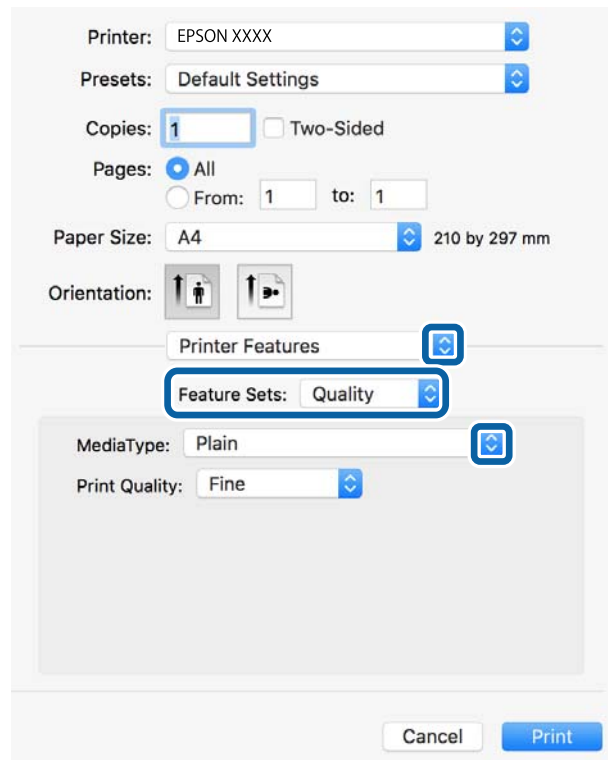 Printer: EPSON XXXX
Presets: Default Settings
Copies: 1 Two-Sided
Pages: All
From: 1 to: 1
Paper Size: A4 210 by 297 mm
Orientation:
Printer Features
Feature Sets: Quality
MediaType: Plain
Print Quality: Fine
Cancel Print